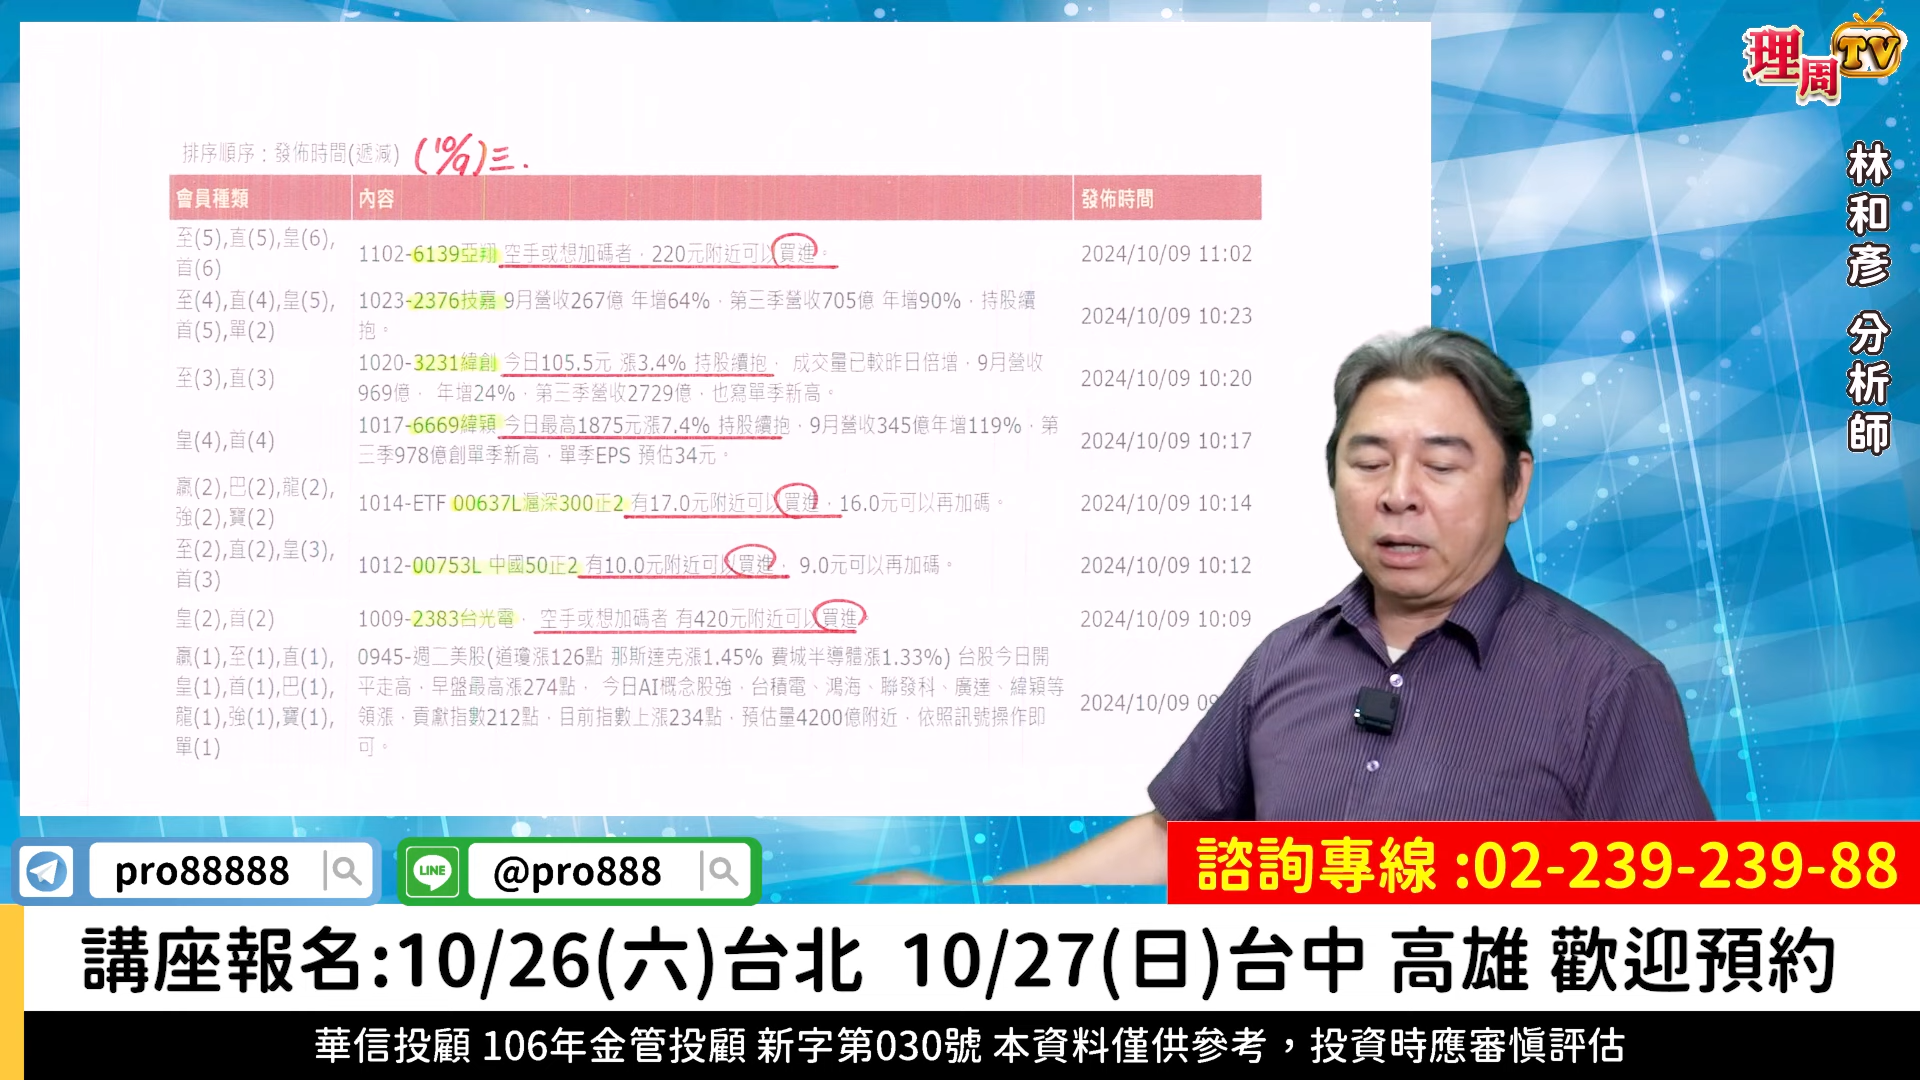 理周TV
林和彥 分析師
排序順序：發佈時間(遞減) (10/9)三.
會員種類 內容 發佈時間
至(5),直(5),皇(6),
首(6)
1102-6139亞翔 空手或想加碼者，220元附近可以買進。
2024/10/09 11:02
至(4),直(4),皇(5),
首(5),單(2)
1023-2376技嘉 9月營收267億 年增64%，第三季營收705億 年增90%，持股續
抱。
2024/10/09 10:23
至(3),直(3)
1020-3231緯創 今日105.5元 漲3.4% 持股續抱， 成交量已較昨日倍增，9月營收
969億， 年增24%，第三季營收2729億，也寫單季新高。
2024/10/09 10:20
皇(4),首(4)
1017-6669緯穎 今日最高1875元漲7.4% 持股續抱，9月營收345億年增119%，第
三季978億創單季新高，單季EPS 預估34元。
2024/10/09 10:17
贏(2),巴(2),龍(2),
強(2),寶(2)
1014-ETF 00637L滬深300正2 有17.0元附近可以買進，16.0元可以再加碼。
2024/10/09 10:14
至(2),直(2),皇(3),
首(3)
1012-00753L 中國50正2 有10.0元附近可以買進， 9.0元可以再加碼。
2024/10/09 10:12
皇(2),首(2)
1009-2383台光電， 空手或想加碼者 有420元附近可以買進。
2024/10/09 10:09
贏(1),至(1),直(1),
皇(1),首(1),巴(1),
龍(1),強(1),寶(1),
單(1)
0945-週二美股(道瓊漲126點 那斯達克漲1.45% 費城半導體漲1.33%) 台股今日開
平走高，早盤最高漲274點， 今日AI概念股強，台積電、鴻海、聯發科、廣達、緯穎等
領漲，貢獻指數212點，目前指數上漲234點，預估量4200億附近，依照訊號操作即
可。
2024/10/09 09
pro88888
LINE @pro888
諮詢專線 :02-239-239-88
講座報名:10/26(六)台北 10/27(日)台中 高雄 歡迎預約
華信投顧 106年金管投顧 新字第030號 本資料僅供參考，投資時應審慎評估